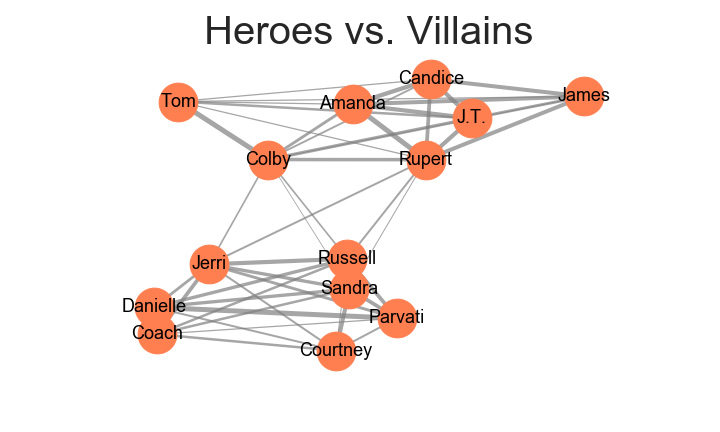 Heroes vs. Villains
Candice
James
Tom
Amanda
J.T.
Colby
Rupert
Jerri
Russell
Sandra
Danielle
Parvati
Coach
Courtney